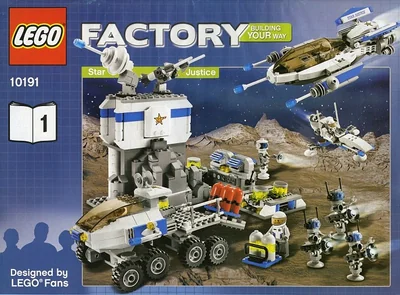 LEGO
FACTORY
BUILDING
YOUR WAY
10191
Star Justice
1
Designed by
LEGO Fans